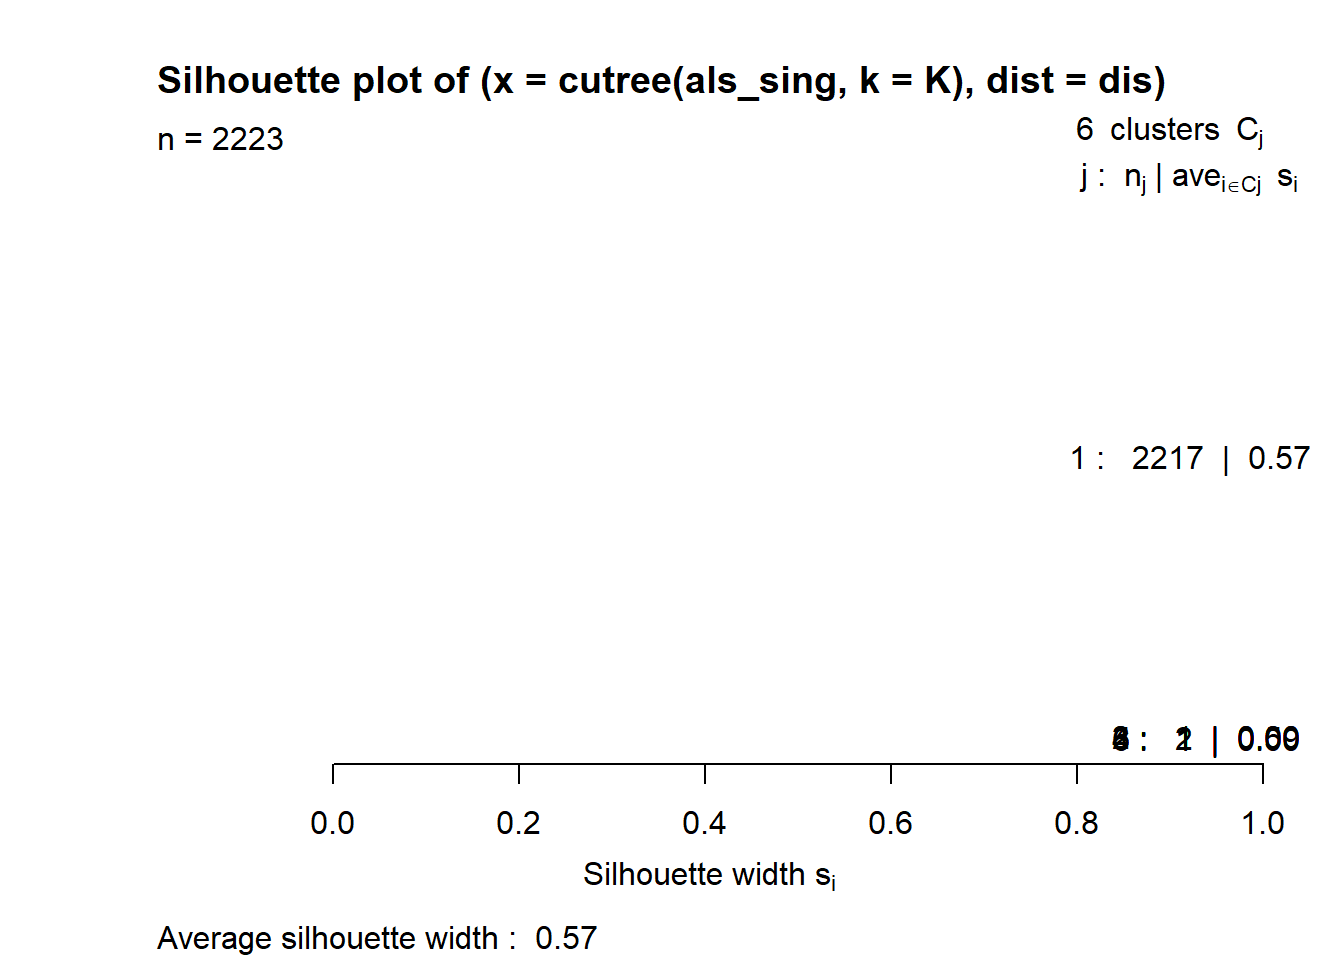 Silhouette plot of (x = cutree(als_sing, k = K), dist = dis)
n = 2223
6 clusters Cj
j : nj | avei∈Cj si
1 : 2217 | 0.57
0.0 0.2 0.4 0.6 0.8 1.0
Silhouette width si
Average silhouette width : 0.57